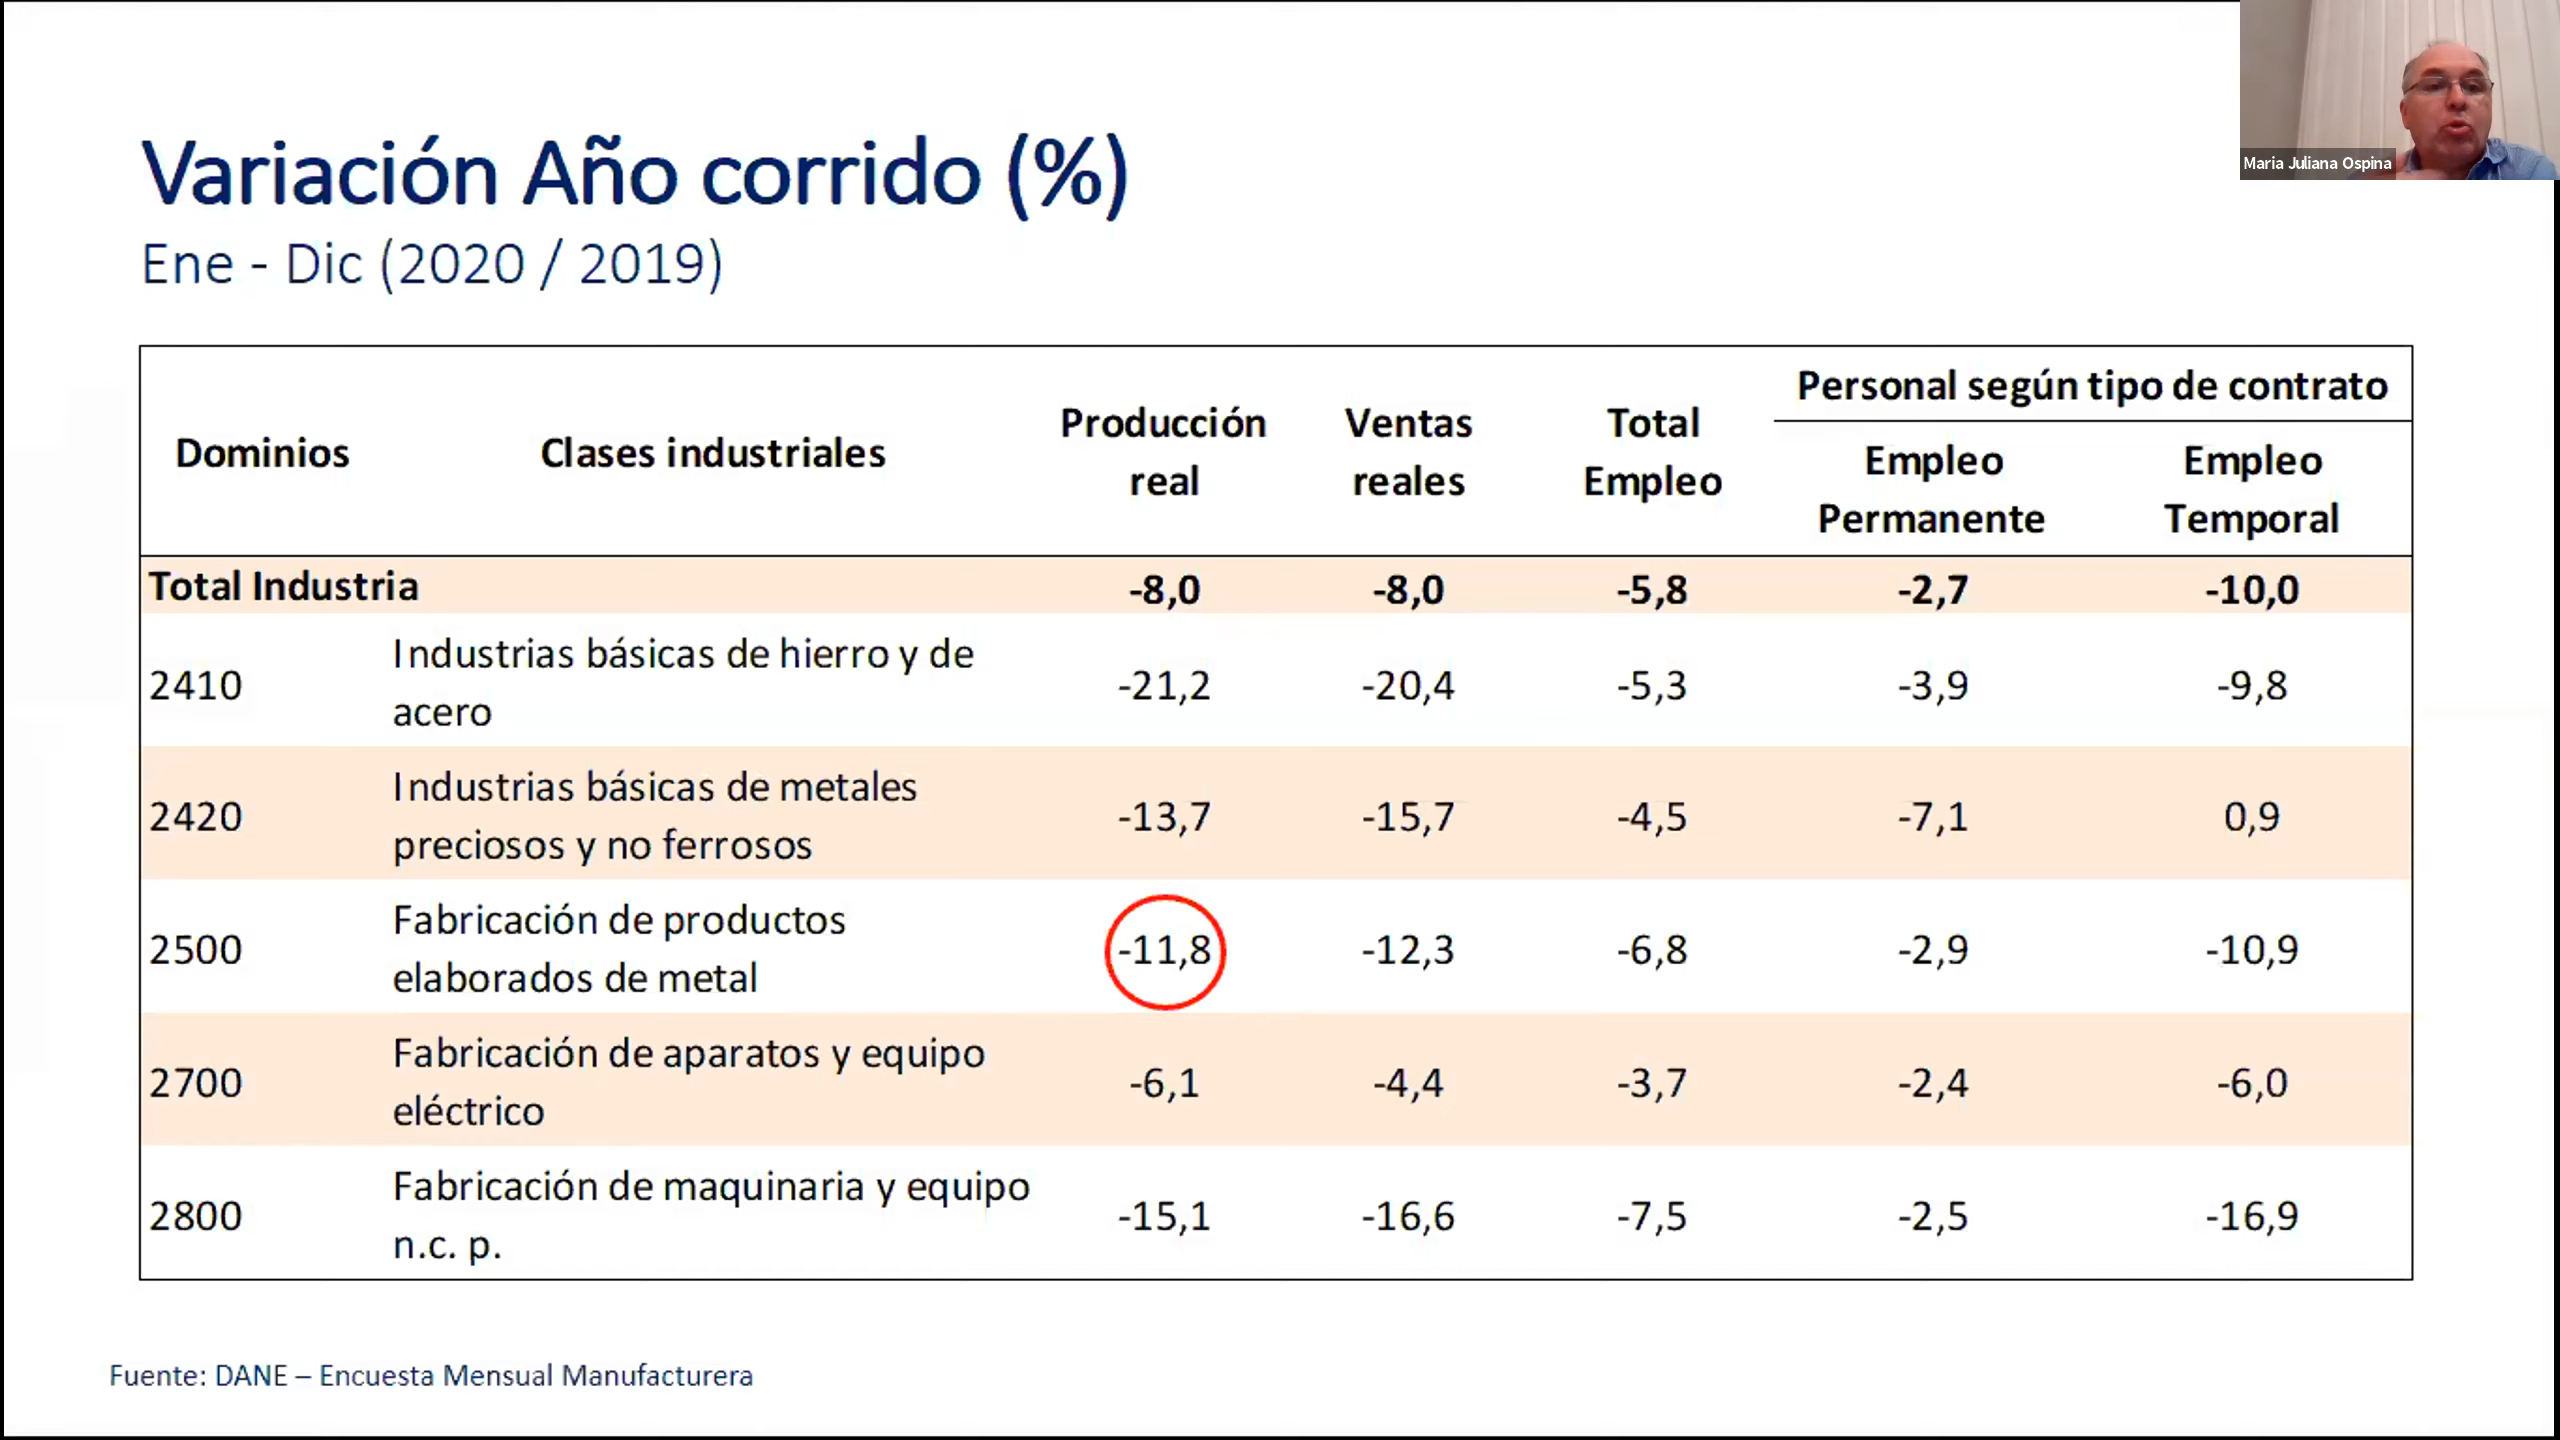 Maria Juliana Ospina
Variación Año corrido (%)
Ene - Dic (2020 / 2019)
Dominios
Clases industriales
Producción
real
Ventas
reales
Total
Empleo
Personal según tipo de contrato
Empleo
Permanente
Empleo
Temporal
Total Industria -8,0 -8,0 -5,8 -2,7 -10,0
2410
Industrias básicas de hierro y de
acero
-21,2 -20,4 -5,3 -3,9 -9,8
2420
Industrias básicas de metales
preciosos y no ferrosos
-13,7 -15,7 -4,5 -7,1 0,9
2500
Fabricación de productos
elaborados de metal
-11,8 -12,3 -6,8 -2,9 -10,9
2700
Fabricación de aparatos y equipo
eléctrico
-6,1 -4,4 -3,7 -2,4 -6,0
2800
Fabricación de maquinaria y equipo
n.c. p.
-15,1 -16,6 -7,5 -2,5 -16,9
Fuente: DANE – Encuesta Mensual Manufacturera